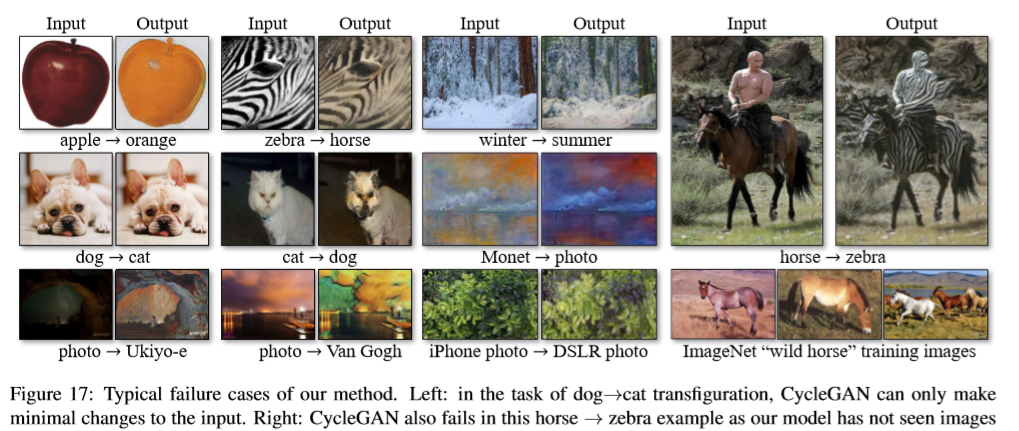 Input Output Input Output Input Output Input Output
apple → orange zebra → horse winter → summer
dog → cat cat → dog Monet → photo horse → zebra
photo → Ukiyo-e photo → Van Gogh iPhone photo → DSLR photo ImageNet “wild horse” training images
Figure 17: Typical failure cases of our method. Left: in the task of dog→cat transfiguration, CycleGAN can only make
minimal changes to the input. Right: CycleGAN also fails in this horse → zebra example as our model has not seen images